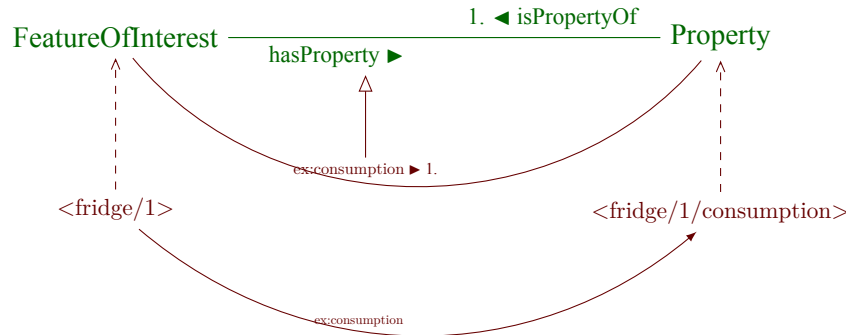 1. ◀ isPropertyOf
FeatureOfInterest
Property
hasProperty ▶
ex:consumption ▶ 1.
<fridge/1>
<fridge/1/consumption>
ex:consumption